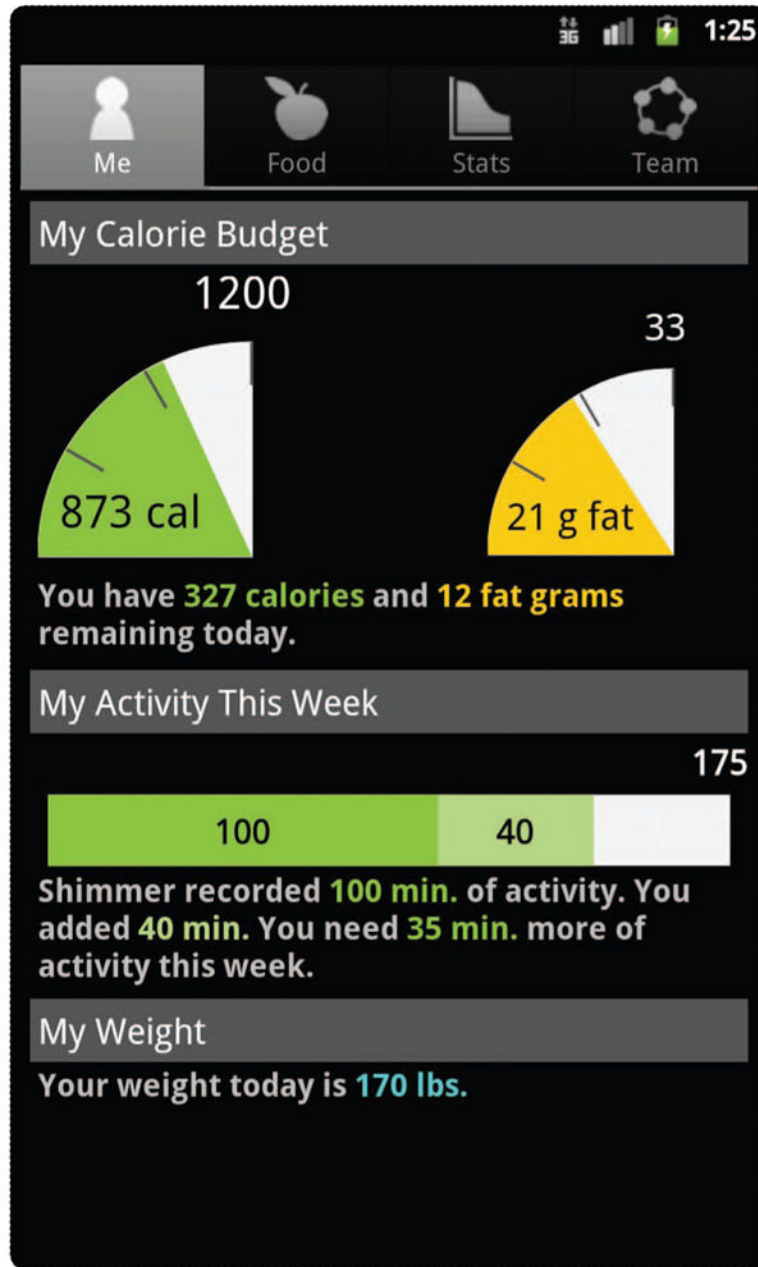 3G 1:25
Me Food Stats Team
My Calorie Budget
1200
33
873 cal
21 g fat
You have 327 calories and 12 fat grams
remaining today.
My Activity This Week
175
100 40
Shimmer recorded 100 min. of activity. You
added 40 min. You need 35 min. more of
activity this week.
My Weight
Your weight today is 170 lbs.